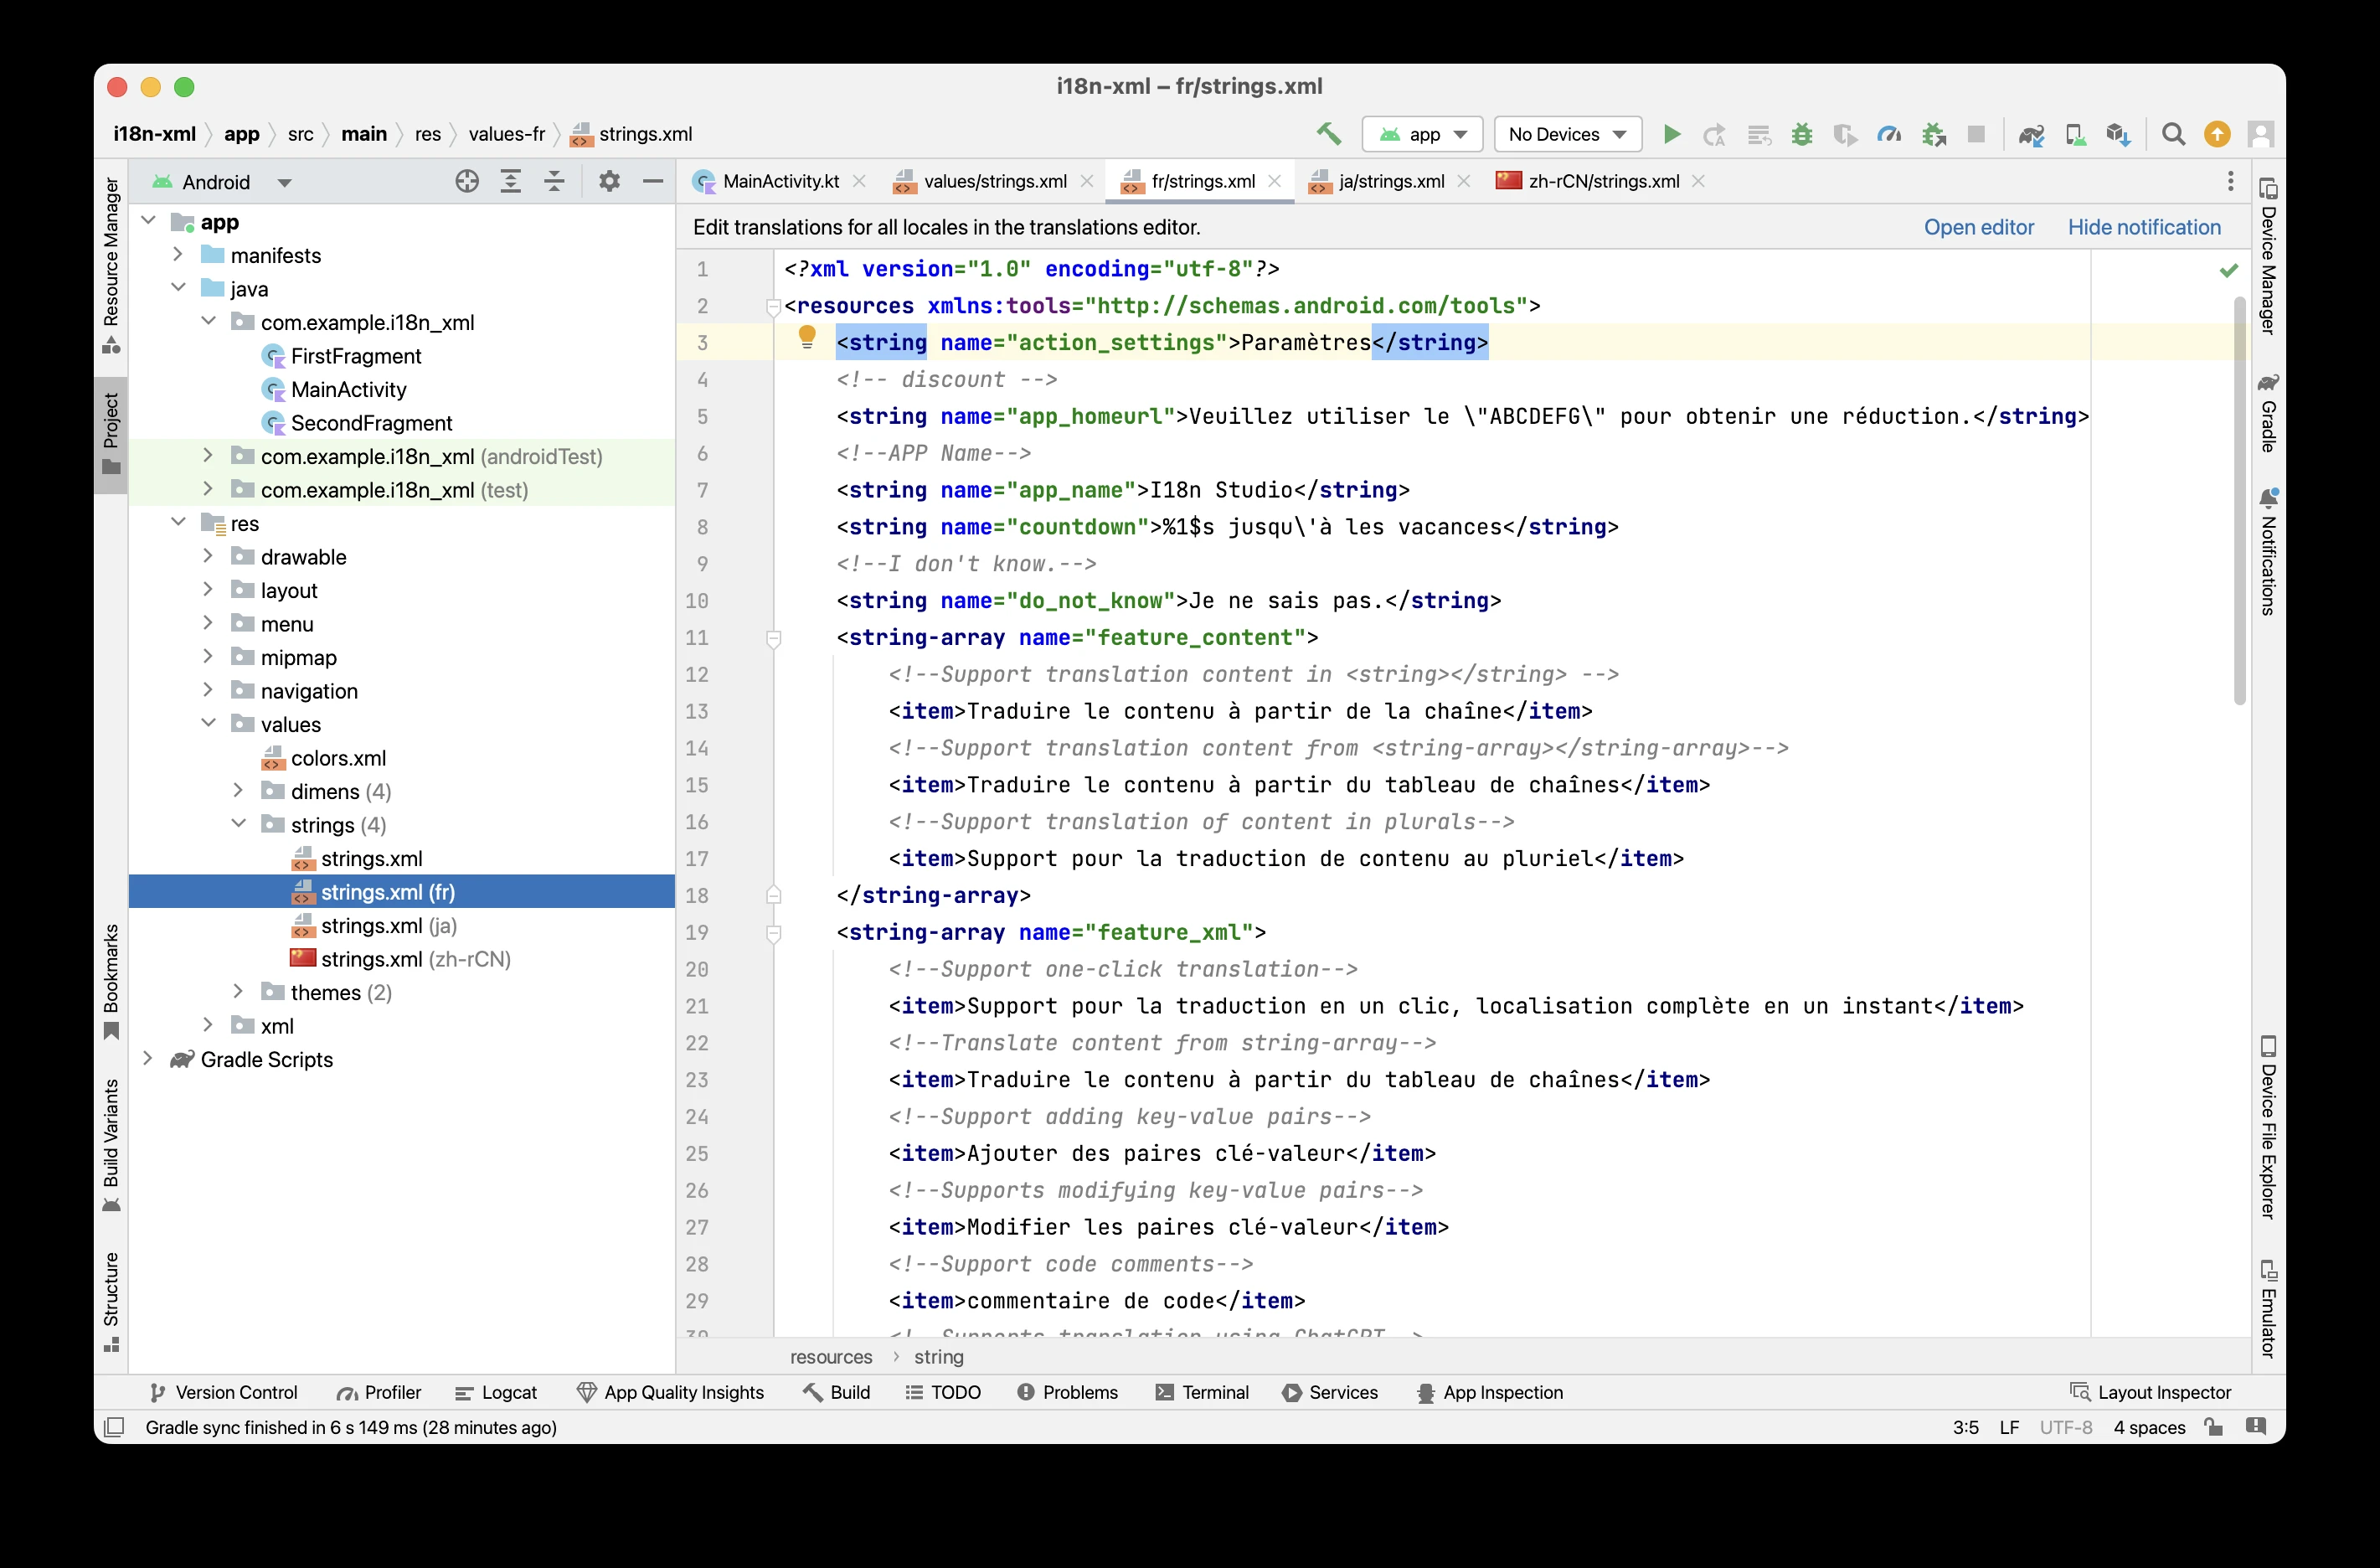 i18n-xml – fr/strings.xml
i18n-xml app src main res values-fr strings.xml
app No Devices
Resource Manager
Project
Bookmarks
Build Variants
Structure
Android
app
manifests
java
com.example.i18n_xml
FirstFragment
MainActivity
SecondFragment
com.example.i18n_xml (androidTest)
com.example.i18n_xml (test)
res
drawable
layout
menu
mipmap
navigation
values
colors.xml
dimens (4)
strings (4)
strings.xml
strings.xml (fr)
strings.xml (ja)
strings.xml (zh-rCN)
themes (2)
xml
Gradle Scripts
MainActivity.kt values/strings.xml fr/strings.xml ja/strings.xml zh-rCN/strings.xml
Edit translations for all locales in the translations editor. Open editor Hide notification
1 <?xml version="1.0" encoding="utf-8"?>
2 <resources xmlns:tools="http://schemas.android.com/tools">
3 <string name="action_settings">Paramètres</string>
4 <!-- discount -->
5 <string name="app_homeurl">Veuillez utiliser le \"ABCDEFG\" pour obtenir une réduction.</string>
6 <!--APP Name-->
7 <string name="app_name">I18n Studio</string>
8 <string name="countdown">%1$s jusqu\'à les vacances</string>
9 <!--I don't know.-->
10 <string name="do_not_know">Je ne sais pas.</string>
11 <string-array name="feature_content">
12 <!--Support translation content in <string></string> -->
13 <item>Traduire le contenu à partir de la chaîne</item>
14 <!--Support translation content from <string-array></string-array>-->
15 <item>Traduire le contenu à partir du tableau de chaînes</item>
16 <!--Support translation of content in plurals-->
17 <item>Support pour la traduction de contenu au pluriel</item>
18 </string-array>
19 <string-array name="feature_xml">
20 <!--Support one-click translation-->
21 <item>Support pour la traduction en un clic, localisation complète en un instant</item>
22 <!--Translate content from string-array-->
23 <item>Traduire le contenu à partir du tableau de chaînes</item>
24 <!--Support adding key-value pairs-->
25 <item>Ajouter des paires clé-valeur</item>
26 <!--Supports modifying key-value pairs-->
27 <item>Modifier les paires clé-valeur</item>
28 <!--Support code comments-->
29 <item>commentaire de code</item>
30 <!--Supports translation using ChatGPT-->
resources string
Device Manager
Gradle
Notifications
Device File Explorer
Emulator
Version Control Profiler Logcat App Quality Insights Build TODO Problems Terminal Services App Inspection Layout Inspector
Gradle sync finished in 6 s 149 ms (28 minutes ago) 3:5 LF UTF-8 4 spaces